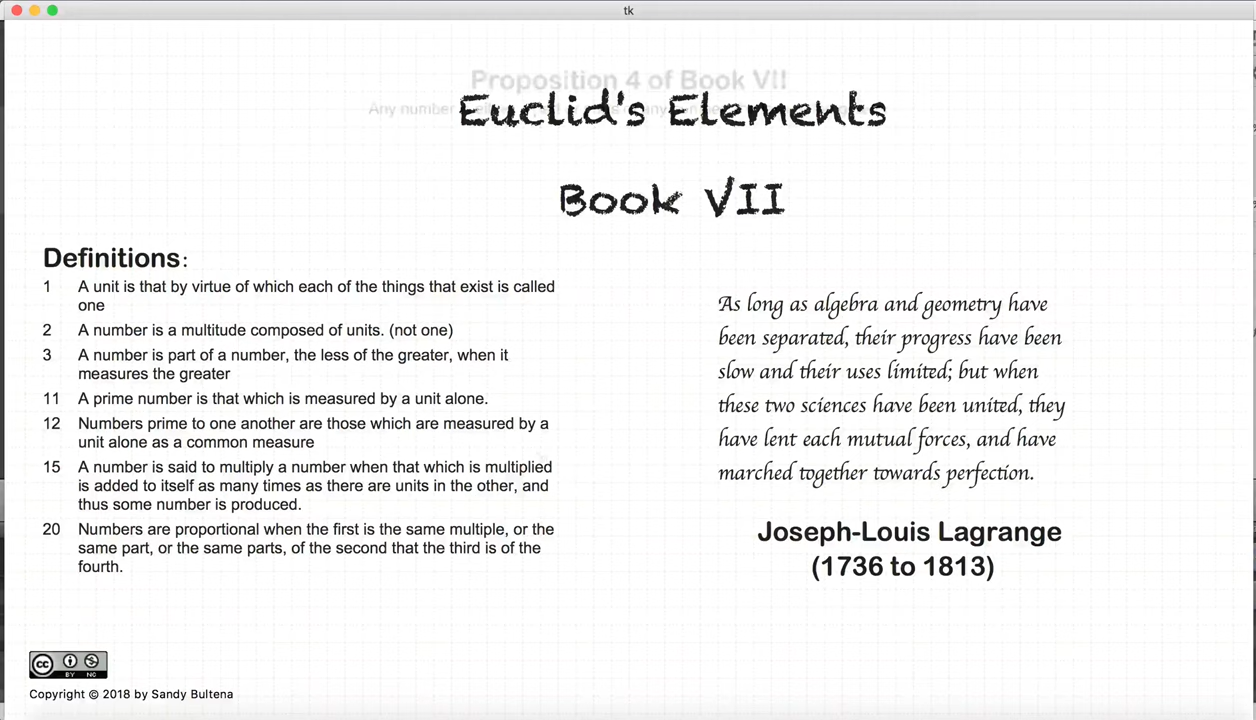 tk
Proposition 4 of Book VII
Any number
Euclid's Elements
Book VII
Definitions:
1 A unit is that by virtue of which each of the things that exist is called
one
2 A number is a multitude composed of units. (not one)
3 A number is part of a number, the less of the greater, when it
measures the greater
11 A prime number is that which is measured by a unit alone.
12 Numbers prime to one another are those which are measured by a
unit alone as a common measure
15 A number is said to multiply a number when that which is multiplied
is added to itself as many times as there are units in the other, and
thus some number is produced.
20 Numbers are proportional when the first is the same multiple, or the
same part, or the same parts, of the second that the third is of the
fourth.
As long as algebra and geometry have
been separated, their progress have been
slow and their uses limited; but when
these two sciences have been united, they
have lent each mutual forces, and have
marched together towards perfection.
Joseph-Louis Lagrange
(1736 to 1813)
cc
BY NC
Copyright © 2018 by Sandy Bultena